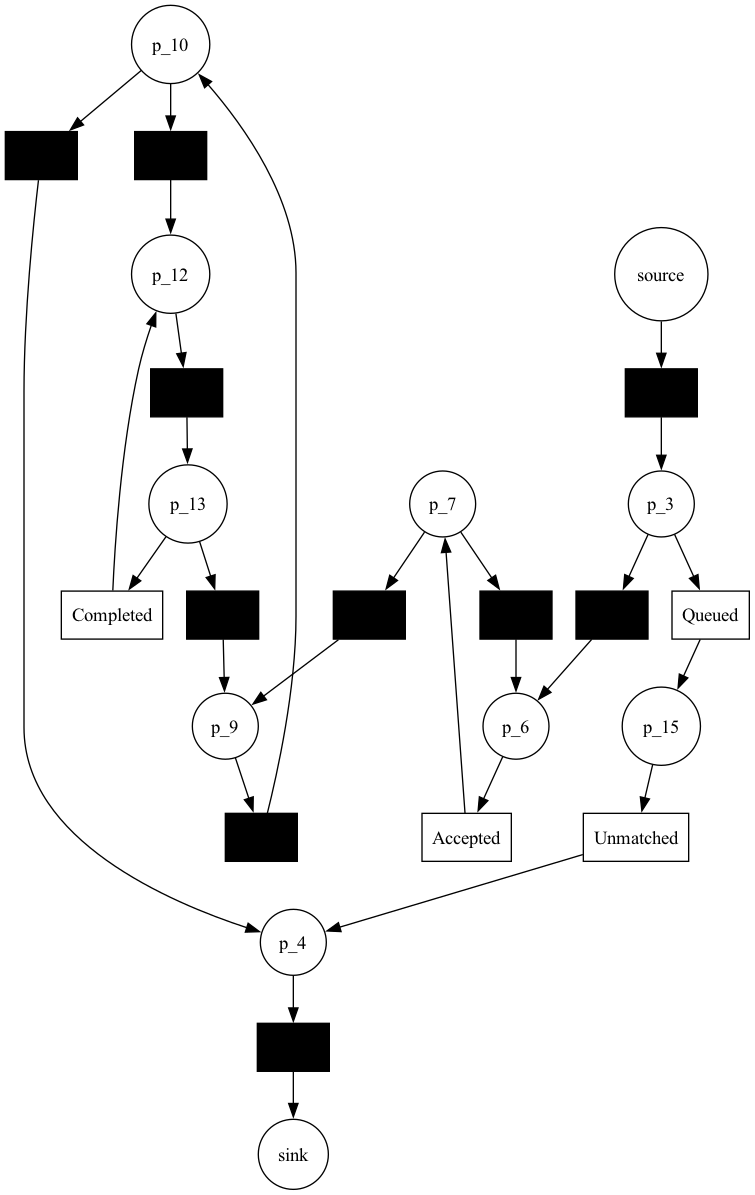 p_10
p_12
source
p_13
p_7
p_3
Completed
Queued
p_9
p_6
p_15
Accepted
Unmatched
p_4
sink